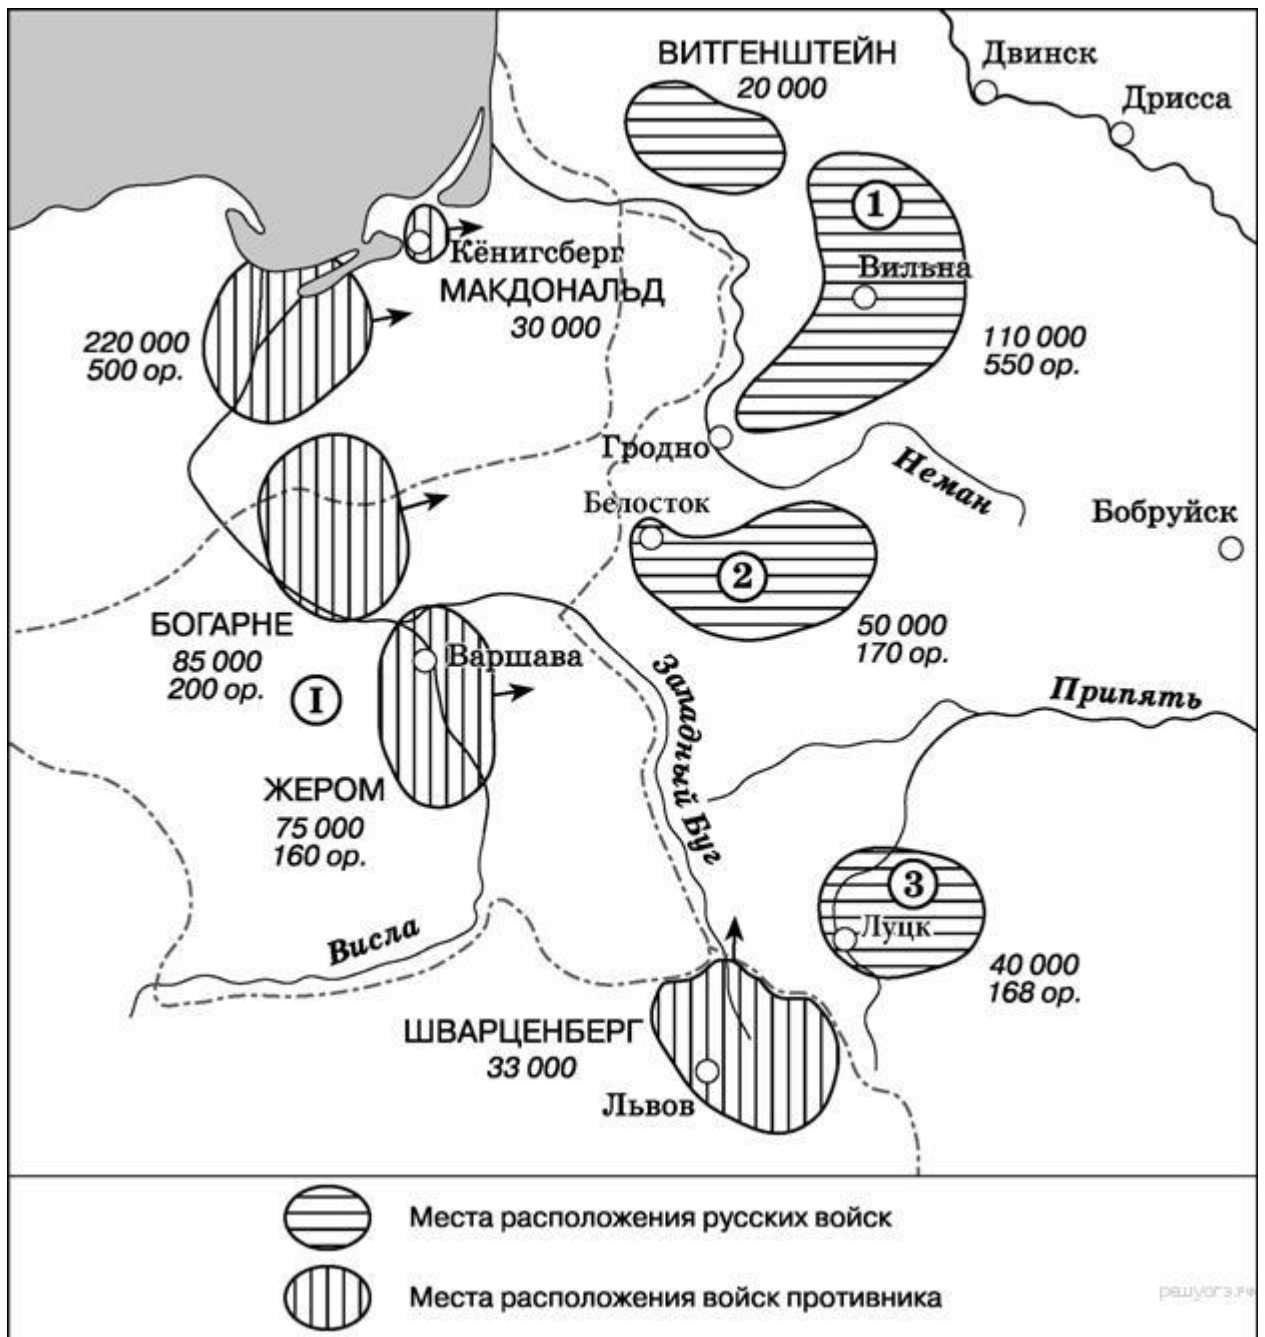 ВИТГЕНШТЕЙН
20 000
Двинск
Дрисса
1
Вильна
110 000
550 ор.
Кёнигсберг
МАКДОНАЛЬД
30 000
220 000
500 ор.
Гродно
Неман
Белосток
Бобруйск
2
50 000
170 ор.
БОГАРНЕ
85 000
200 ор.
I
Варшава
Западный Буг
Припять
ЖЕРОМ
75 000
160 ор.
3
Луцк
40 000
168 ор.
Висла
ШВАРЦЕНБЕРГ
33 000
Львов
Места расположения русских войск
Места расположения войск противника
решуогэ.рф